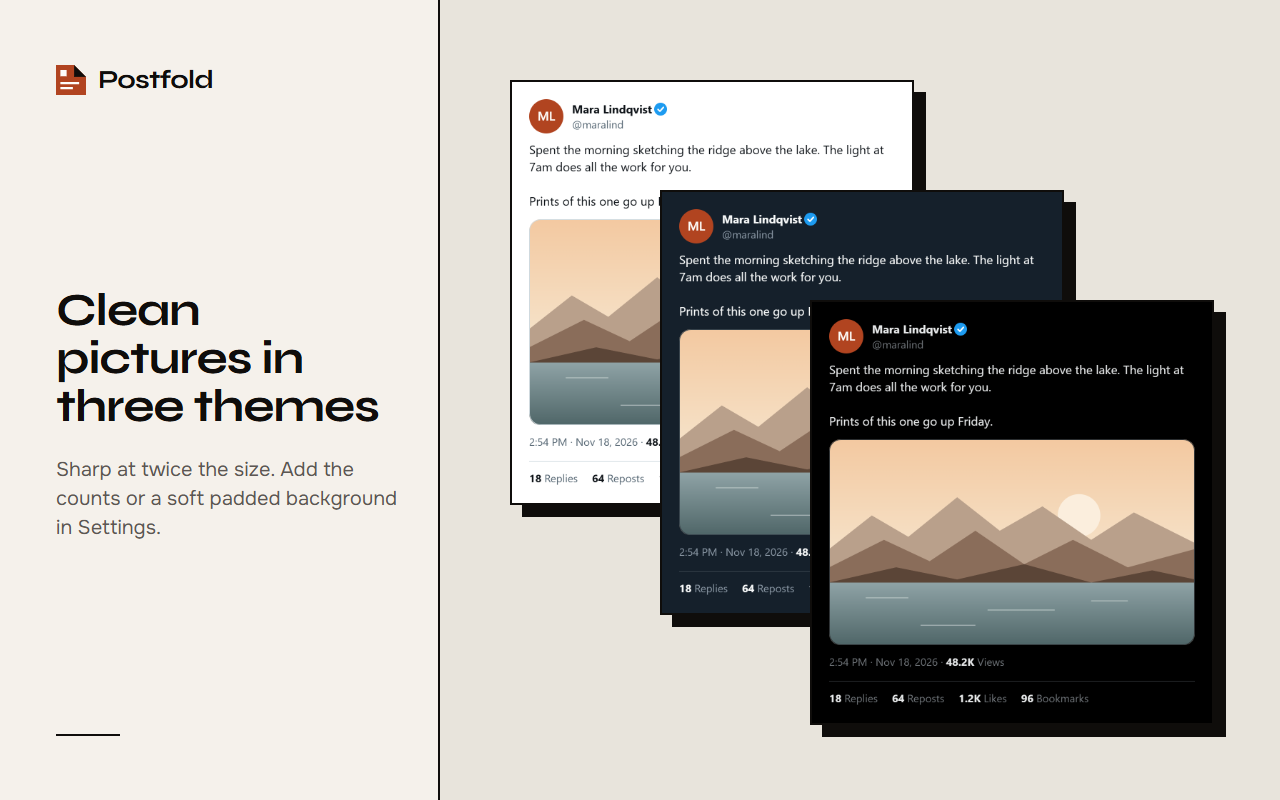 Postfold
Clean
pictures in
three themes
Sharp at twice the size. Add the
counts or a soft padded background
in Settings.
ML
Mara Lindqvist
@maralind
Spent the morning sketching the ridge above the lake. The light at
7am does all the work for you.
Prints of this one go up
2:54 PM · Nov 18, 2026 · 48.
18 Replies 64 Reposts
ML
Mara Lindqvist
@maralind
Spent the morning sketching the ridge above the lake. The light at
7am does all the work for you.
Prints of this one go up
2:54 PM · Nov 18, 2026 · 48.
18 Replies 64 Reposts
ML
Mara Lindqvist
@maralind
Spent the morning sketching the ridge above the lake. The light at
7am does all the work for you.
Prints of this one go up Friday.
2:54 PM · Nov 18, 2026 · 48.2K Views
18 Replies 64 Reposts 1.2K Likes 96 Bookmarks